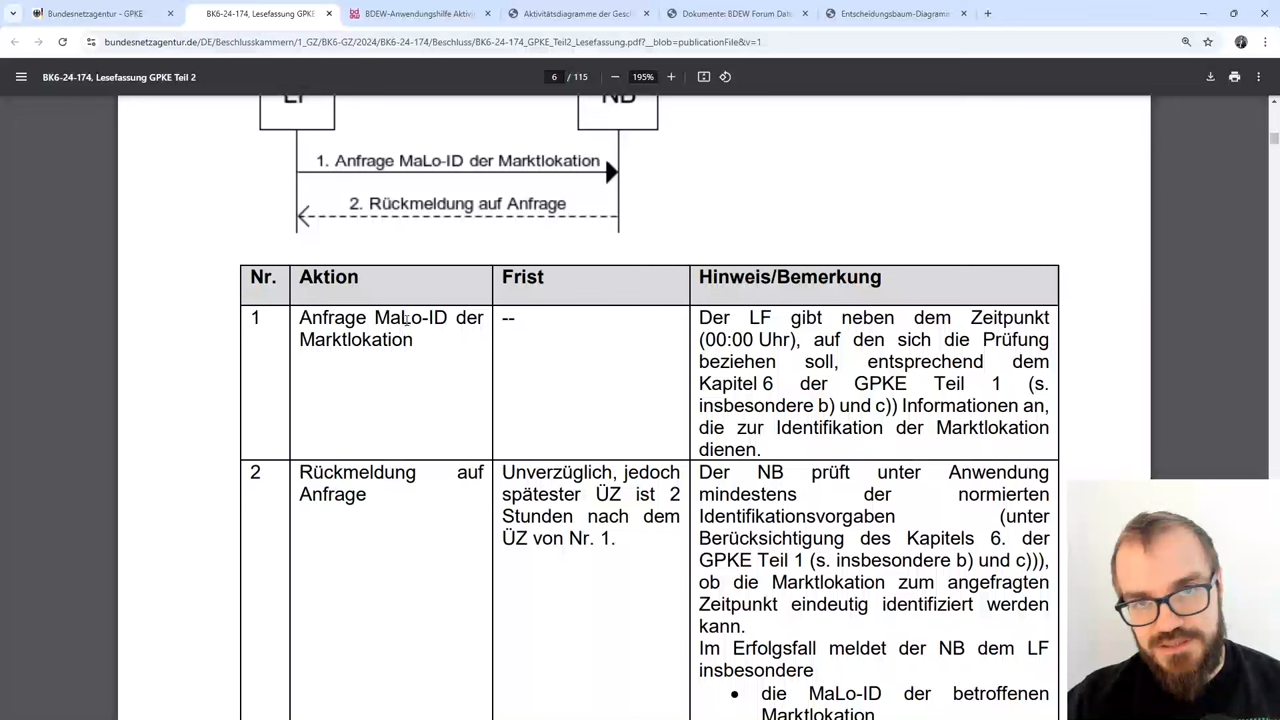 Bundesnetzagentur - GPKE
BK6-24-174, Lesefassung GPKE
BDEW-Anwendungshilfe Aktivi
Aktivitätsdiagramme der Gesch
Dokumente: BDEW Forum Date
Entscheidungsbaum-Diagramm
bundesnetzagentur.de/DE/Beschlusskammern/1_GZ/BK6-GZ/2024/BK6-24-174/Beschluss/BK6-24-174_GPKE_Teil2_Lesefassung.pdf?__blob=publicationFile&v=1
BK6-24-174, Lesefassung GPKE Teil 2
6 / 115
195%
LF
NB
1. Anfrage MaLo-ID der Marktlokation
2. Rückmeldung auf Anfrage
Nr.
Aktion
Frist
Hinweis/Bemerkung
1
Anfrage MaLo-ID der
Marktlokation
--
Der LF gibt neben dem Zeitpunkt
(00:00 Uhr), auf den sich die Prüfung
beziehen soll, entsprechend dem
Kapitel 6 der GPKE Teil 1 (s.
insbesondere b) und c)) Informationen an,
die zur Identifikation der Marktlokation
dienen.
2
Rückmeldung auf
Anfrage
Unverzüglich, jedoch
spätester ÜZ ist 2
Stunden nach dem
ÜZ von Nr. 1.
Der NB prüft unter Anwendung
mindestens der normierten
Identifikationsvorgaben (unter
Berücksichtigung des Kapitels 6. der
GPKE Teil 1 (s. insbesondere b) und c))),
ob die Marktlokation zum angefragten
Zeitpunkt eindeutig identifiziert werden
kann.
Im Erfolgsfall meldet der NB dem LF
insbesondere
• die MaLo-ID der betroffenen
Marktlokation